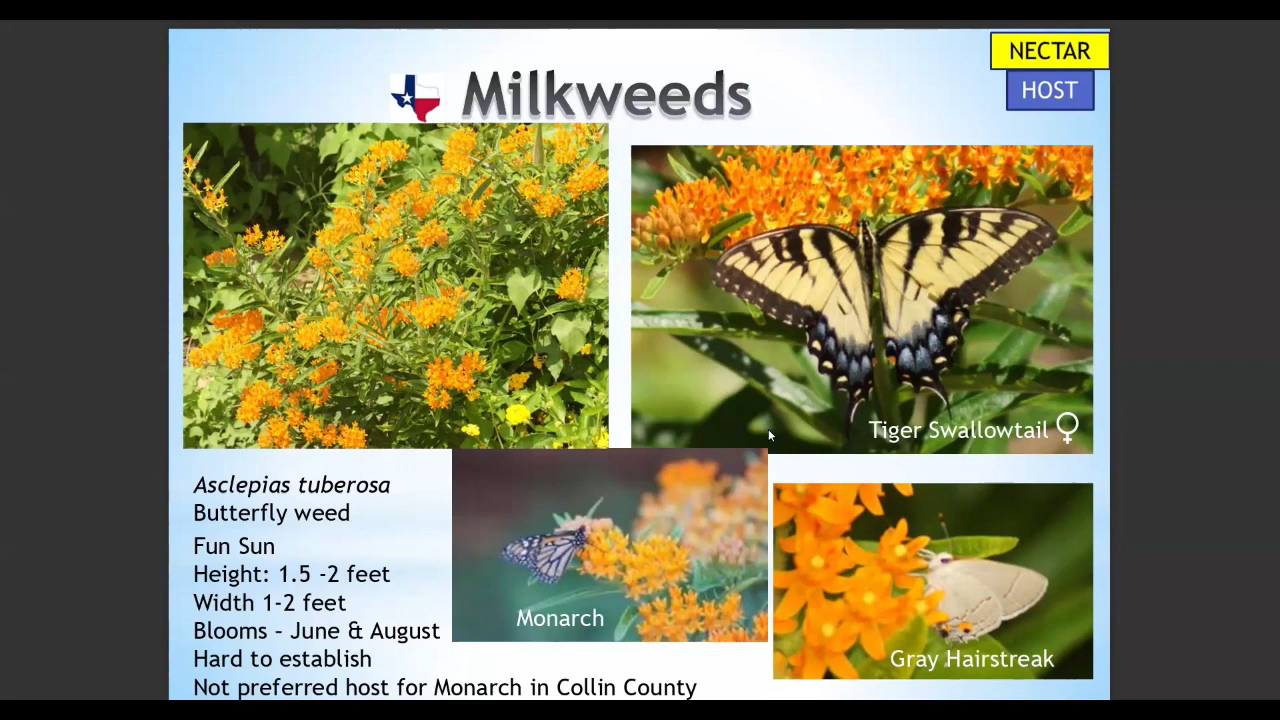 NECTAR
HOST
Milkweeds
Tiger Swallowtail ♀
Asclepias tuberosa
Butterfly weed
Fun Sun
Height: 1.5 -2 feet
Width 1-2 feet
Blooms – June & August
Hard to establish
Not preferred host for Monarch in Collin County
Monarch
Gray Hairstreak